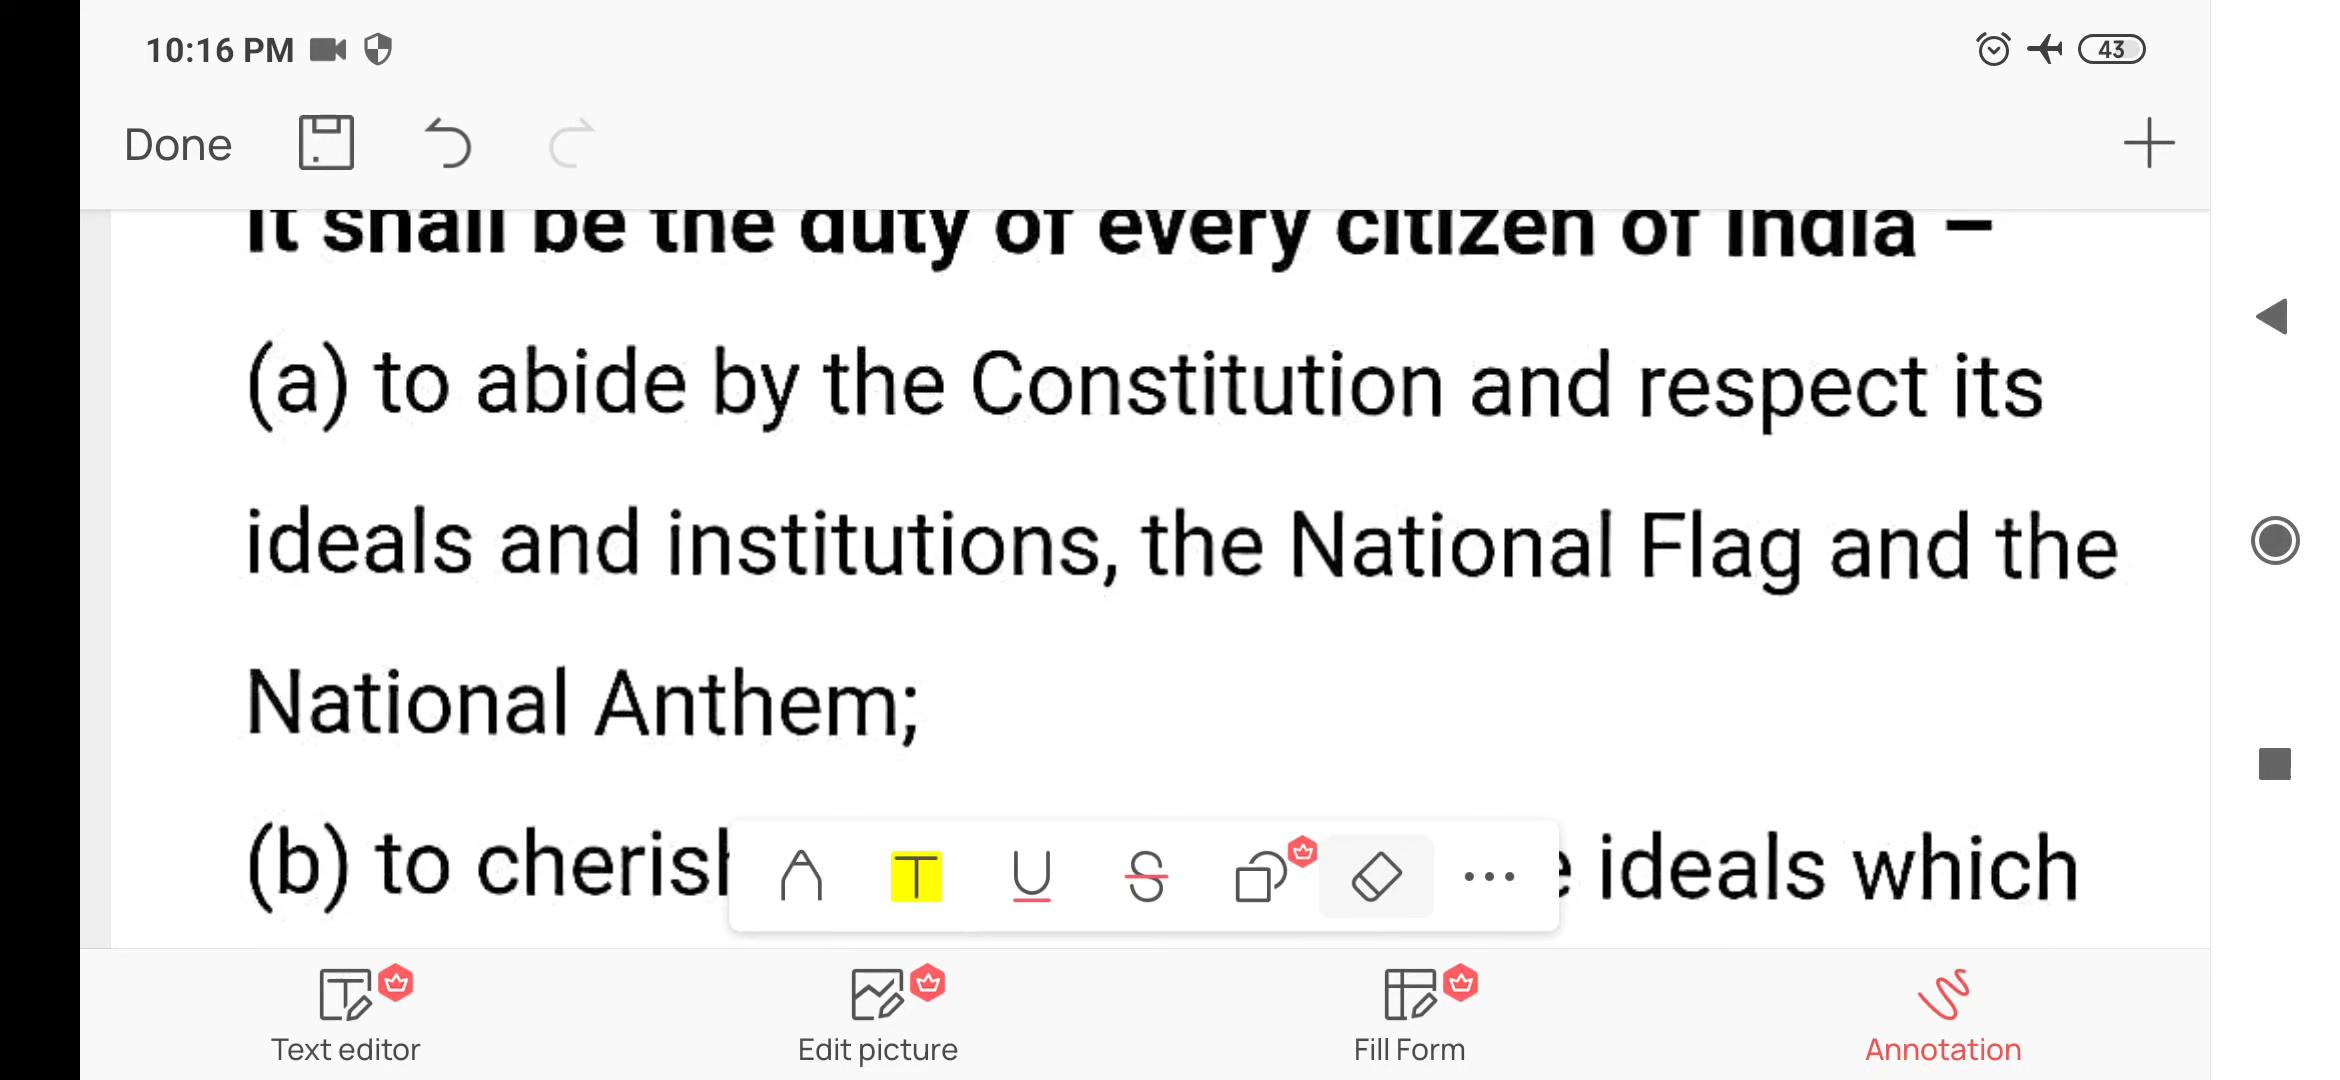 10:16 PM
43
Done
It shall be the duty of every citizen of India –
(a) to abide by the Constitution and respect its
ideals and institutions, the National Flag and the
National Anthem;
(b) to cherish ideals which
Text editor
Edit picture
Fill Form
Annotation